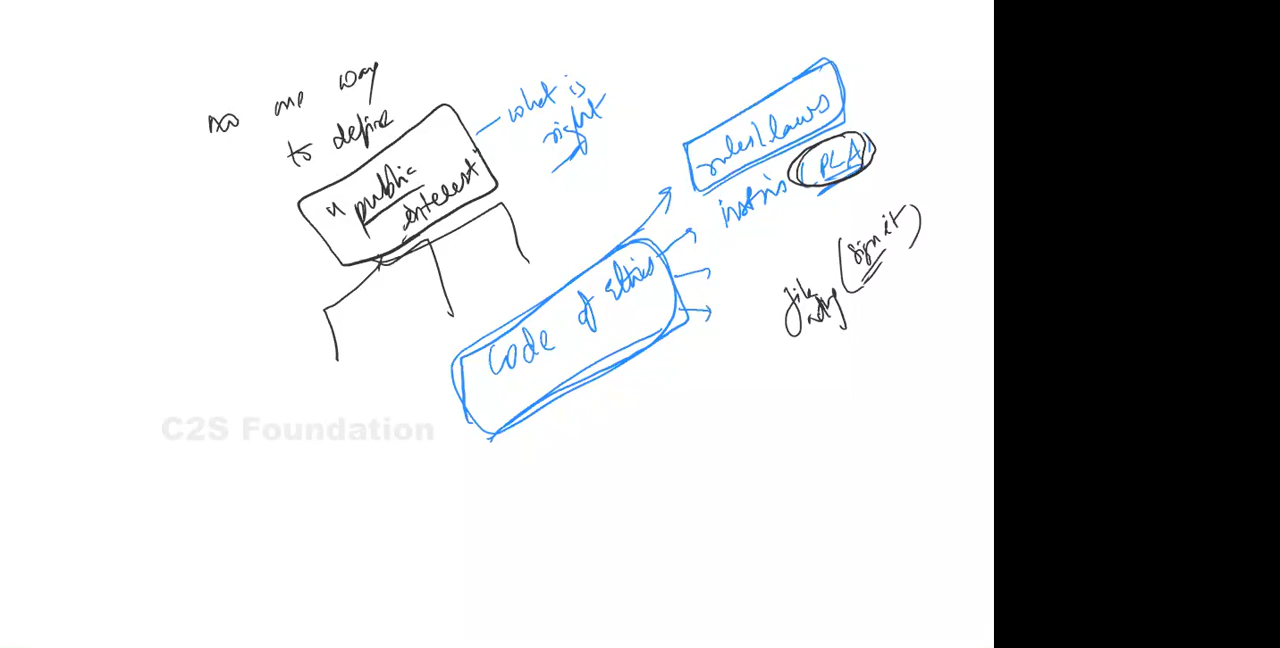 no one way
to define
"public
interest"
what is
right
rules/laws
instns (PLA)
code of ethics
file
(sign it)
C2S Foundation